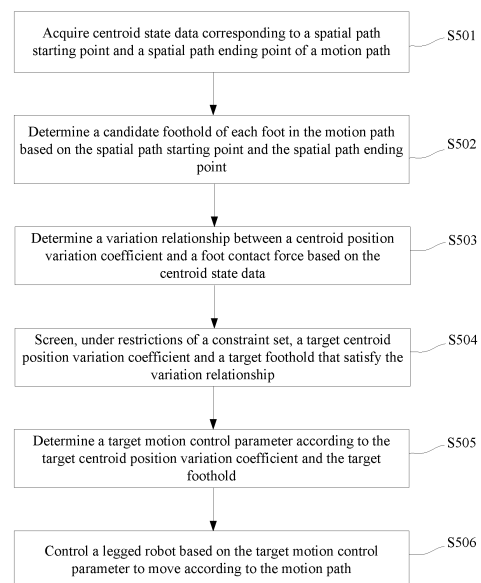 Acquire centroid state data corresponding to a spatial path
starting point and a spatial path ending point of a motion path
S501
Determine a candidate foothold of each foot in the motion path
based on the spatial path starting point and the spatial path ending
point
S502
Determine a variation relationship between a centroid position
variation coefficient and a foot contact force based on the
centroid state data
S503
Screen, under restrictions of a constraint set, a target centroid
position variation coefficient and a target foothold that satisfy the
variation relationship
S504
Determine a target motion control parameter according to the
target centroid position variation coefficient and the target
foothold
S505
Control a legged robot based on the target motion control
parameter to move according to the motion path
S506